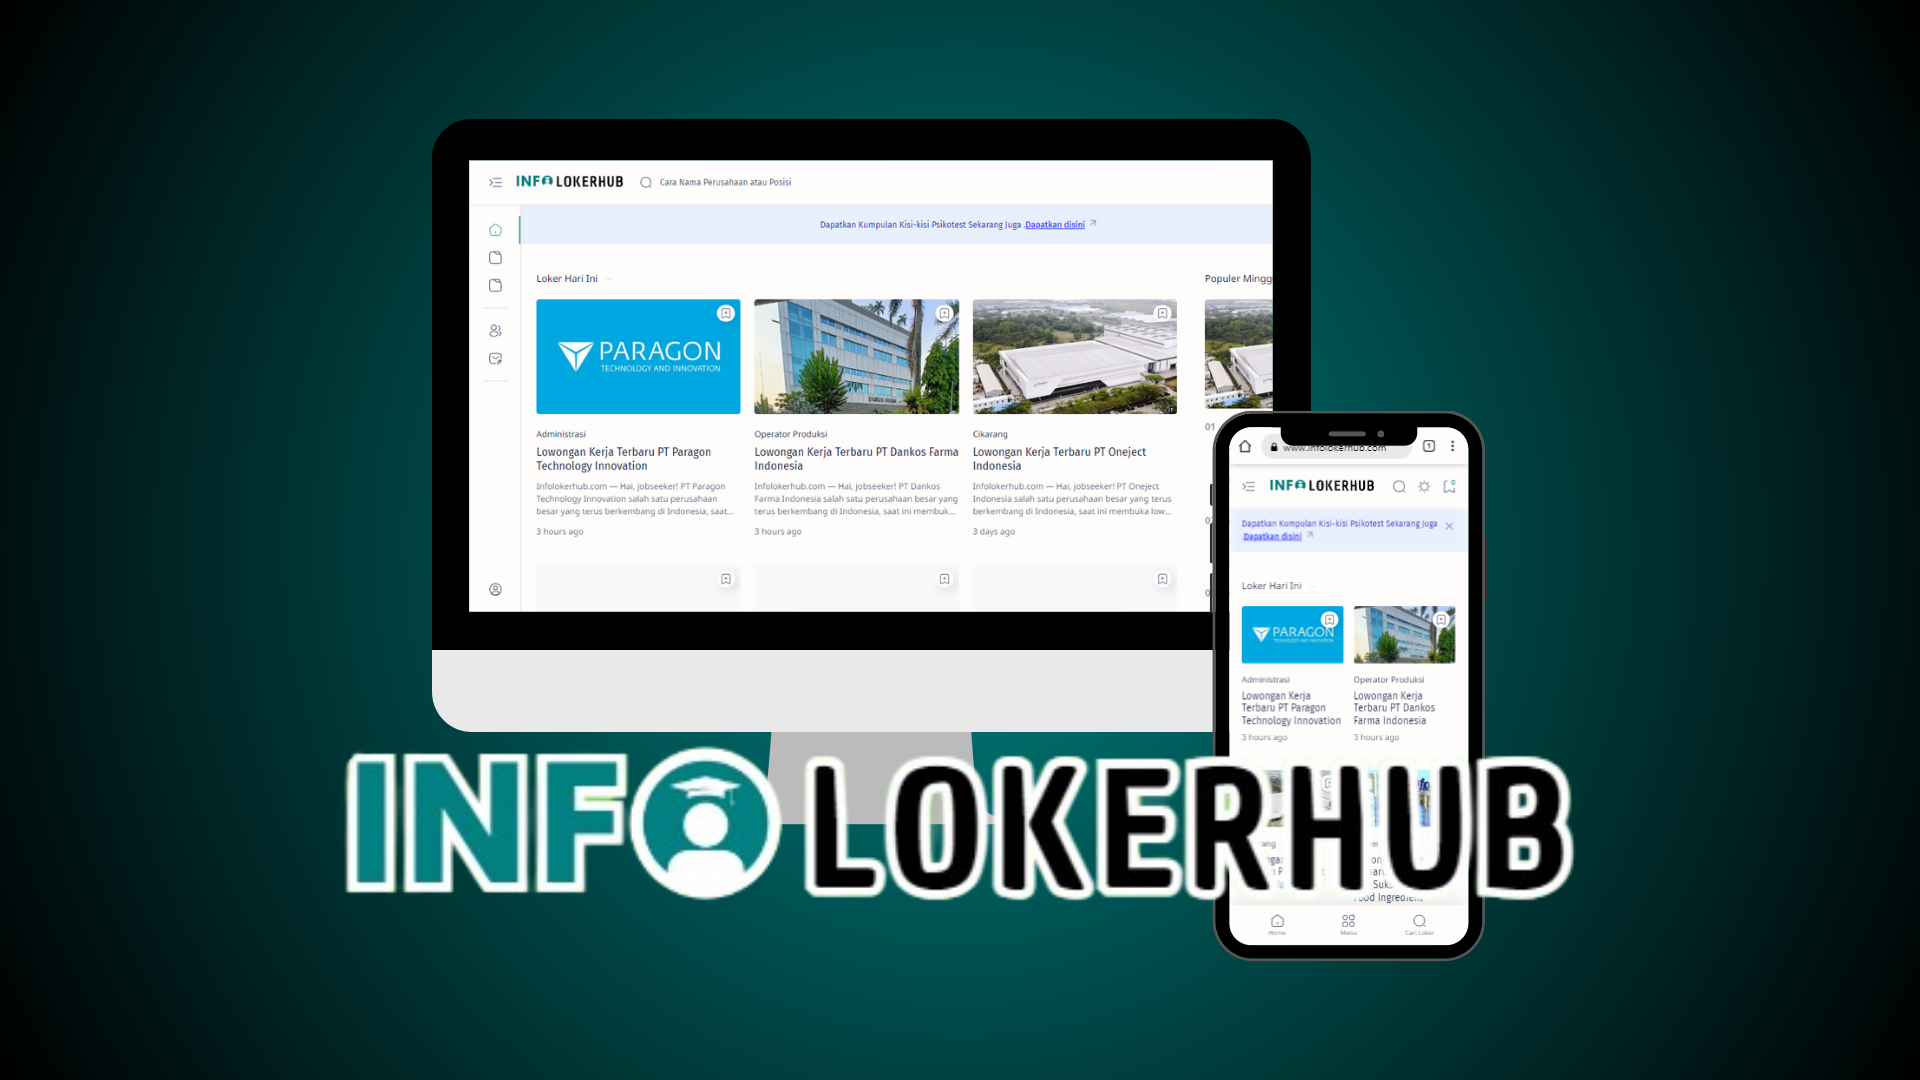 INFO LOKERHUB
Cara Nama Perusahaan atau Posisi
Dapatkan Kumpulan Kisi-kisi Psikotest Sekarang Juga .Dapatkan disini
Loker Hari Ini
Populer Mingg
PARAGON
TECHNOLOGY AND INNOVATION
Administrasi
Lowongan Kerja Terbaru PT Paragon
Technology Innovation
Infolokerhub.com — Hai, jobseeker! PT Paragon
Technology Innovation salah satu perusahaan
besar yang terus berkembang di Indonesia, saat...
3 hours ago
Operator Produksi
Lowongan Kerja Terbaru PT Dankos Farma
Indonesia
Infolokerhub.com — Hai, jobseeker! PT Dankos
Farma Indonesia salah satu perusahaan besar yang
terus berkembang di Indonesia, saat ini membuk...
3 hours ago
Cikarang
Lowongan Kerja Terbaru PT Oneject
Indonesia
Infolokerhub.com — Hai, jobseeker! PT Oneject
Indonesia salah satu perusahaan besar yang terus
berkembang di Indonesia, saat ini membuka low...
3 days ago
01
www.infolokerhub.com
INFO LOKERHUB
Dapatkan Kumpulan Kisi-kisi Psikotest Sekarang Juga
.Dapatkan disini
Loker Hari Ini
PARAGON
TECHNOLOGY AND INNOVATION
Administrasi
Lowongan Kerja
Terbaru PT Paragon
Technology Innovation
3 hours ago
Operator Produksi
Lowongan Kerja
Terbaru PT Dankos
Farma Indonesia
3 hours ago
Food Ingredient
Home
Menu
Cari Loker
INFO LOKERHUB